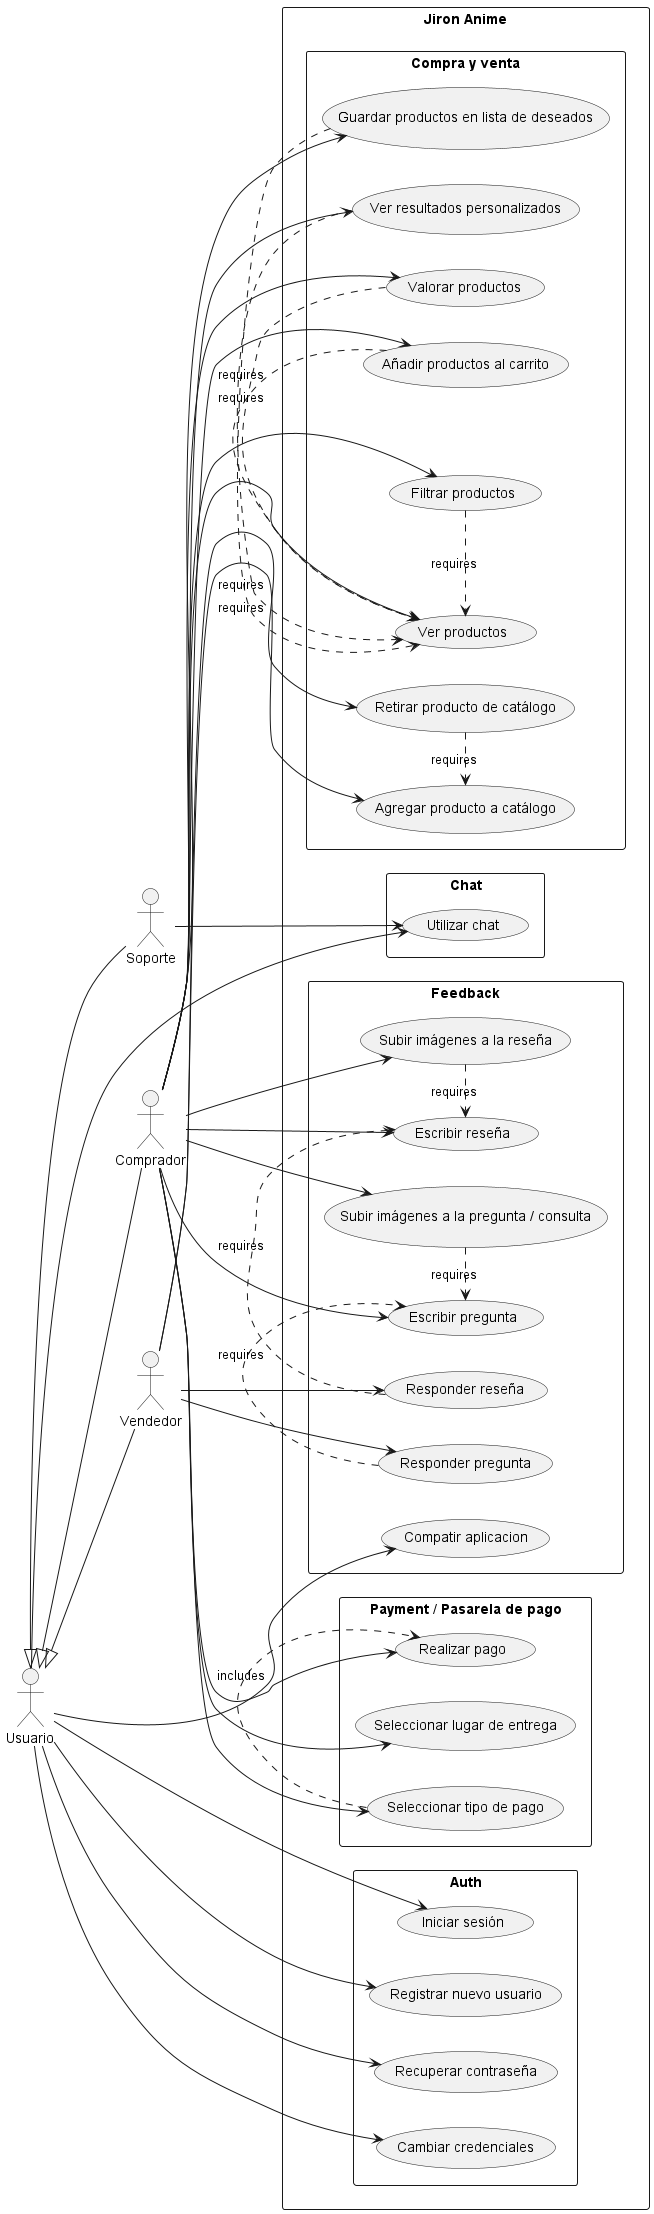 Jiron Anime
Compra y venta
Guardar productos en lista de deseados
Ver resultados personalizados
Valorar productos
Añadir productos al carrito
requires
requires
Filtrar productos
requires
requires
requires
Ver productos
Retirar producto de catálogo
requires
Agregar producto a catálogo
Chat
Utilizar chat
Soporte
Feedback
Subir imágenes a la reseña
requires
Escribir reseña
Comprador
Subir imágenes a la pregunta / consulta
requires
requires
Escribir pregunta
requires
Responder reseña
Vendedor
Responder pregunta
Compatir aplicacion
Payment / Pasarela de pago
Realizar pago
includes
Seleccionar lugar de entrega
Usuario
Seleccionar tipo de pago
Auth
Iniciar sesión
Registrar nuevo usuario
Recuperar contraseña
Cambiar credenciales